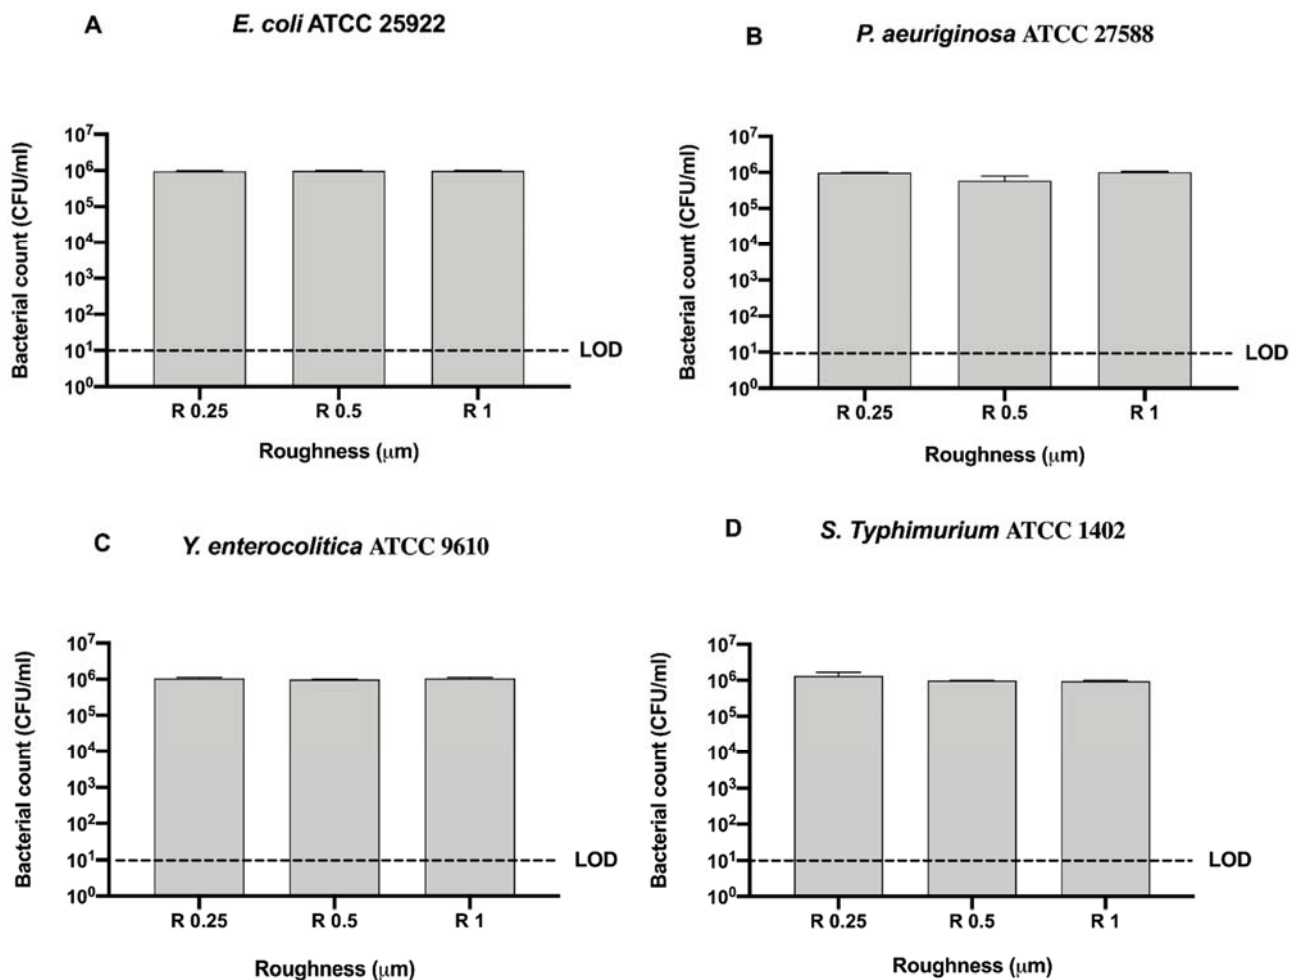 A
E. coli ATCC 25922
Bacterial count (CFU/ml)
10⁷
10⁶
10⁵
10⁴
10³
10²
10¹
10⁰
LOD
R 0.25 R 0.5 R 1
Roughness (μm)
B
P. aeuriginosa ATCC 27588
Bacterial count (CFU/ml)
10⁷
10⁶
10⁵
10⁴
10³
10²
10¹
10⁰
LOD
R 0.25 R 0.5 R 1
Roughness (μm)
C
Y. enterocolitica ATCC 9610
Bacterial count (CFU/ml)
10⁷
10⁶
10⁵
10⁴
10³
10²
10¹
10⁰
LOD
R 0.25 R 0.5 R 1
Roughness (μm)
D
S. Typhimurium ATCC 1402
Bacterial count (CFU/ml)
10⁷
10⁶
10⁵
10⁴
10³
10²
10¹
10⁰
LOD
R 0.25 R 0.5 R 1
Roughness (μm)